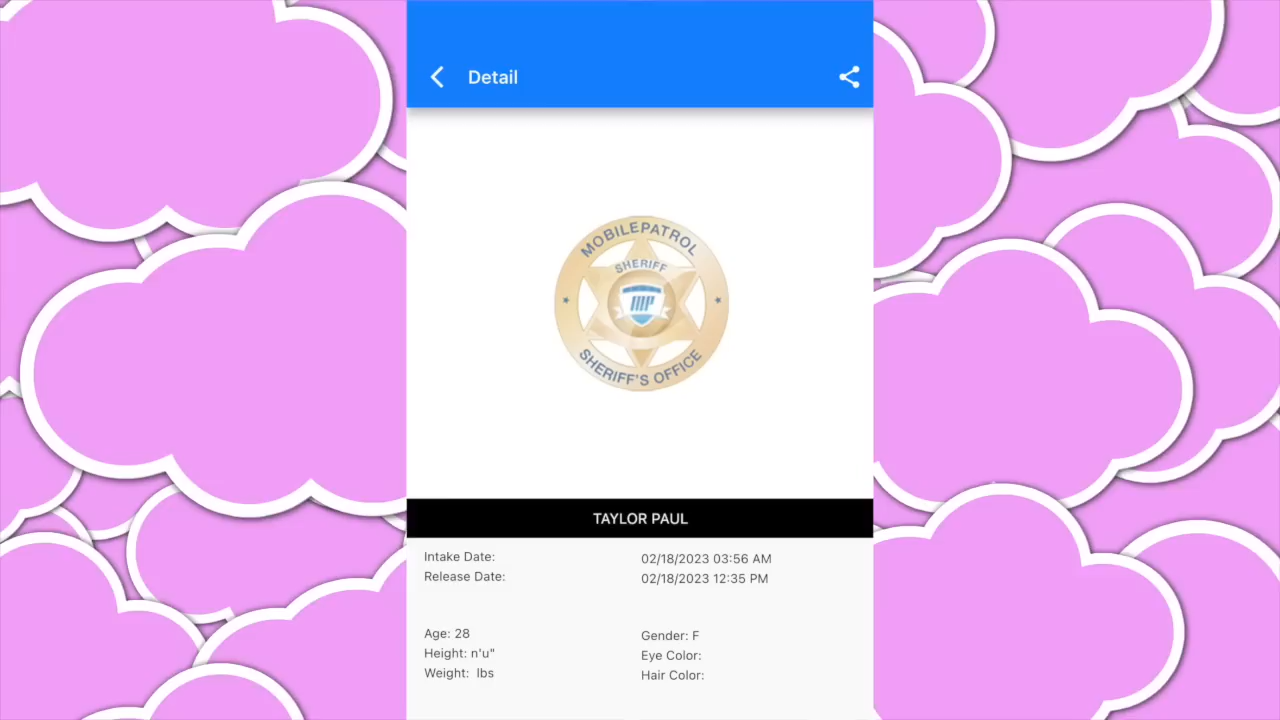 Detail
MOBILEPATROL
SHERIFF
MP
SHERIFF'S OFFICE
TAYLOR PAUL
Intake Date: 02/18/2023 03:56 AM
Release Date: 02/18/2023 12:35 PM
Age: 28 Gender: F
Height: n'u" Eye Color:
Weight: lbs Hair Color: